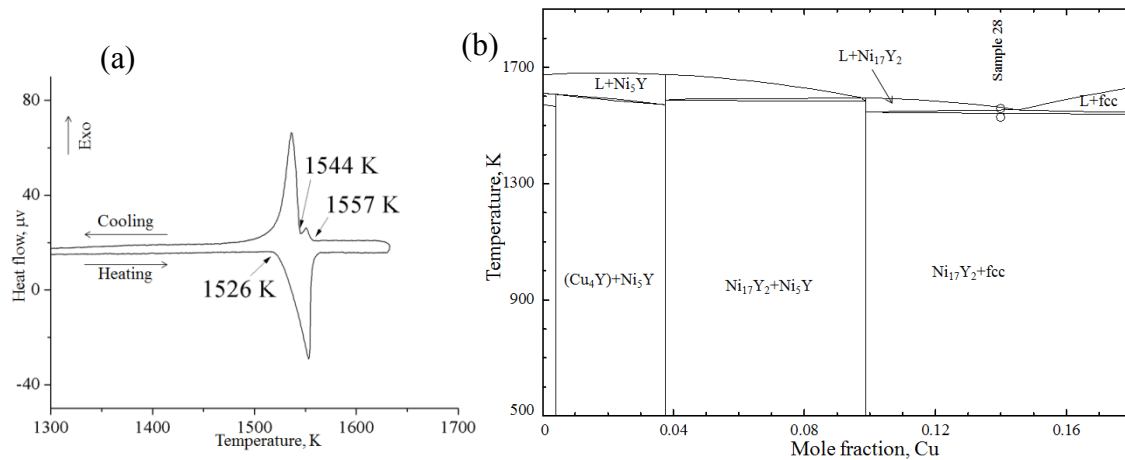 (a)
80
60
40
20
0
-40
Exo
Heat flow, μv
1544 K
1557 K
Cooling
Heating
1526 K
1300
1400
1500
1600
1700
Temperature, K
(b)
1700
1300
900
500
Temperature, K
L+Ni₅Y
L+Ni₁₇Y₂
Sample 28
L+fcc
(Cu₄Y)+Ni₅Y
Ni₁₇Y₂+Ni₅Y
Ni₁₇Y₂+fcc
0
0.04
0.08
0.12
0.16
Mole fraction, Cu